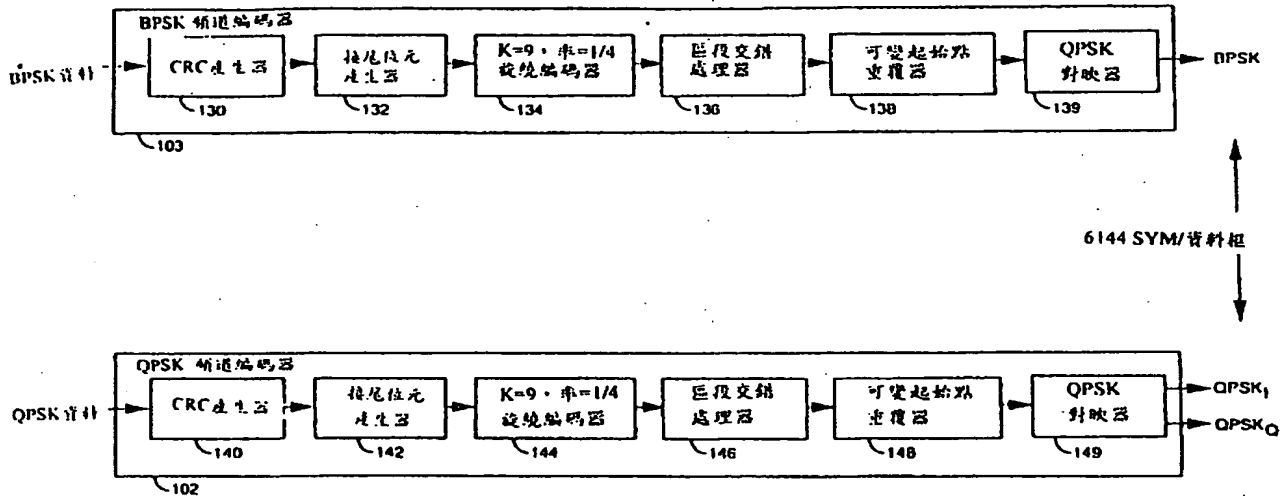 BPSK 頻道編碼器
BPSK 資料
CRC產生器
130
接尾位元
產生器
132
K=9,率=1/4
旋繞編碼器
134
區段交錯
處理器
136
可變起始點
重覆器
138
QPSK
對映器
139
BPSK
103
6144 SYM/資料框
QPSK 頻道編碼器
QPSK 資料
CRC產生器
140
接尾位元
產生器
142
K=9,率=1/4
旋繞編碼器
144
區段交錯
處理器
146
可變起始點
重覆器
148
QPSK
對映器
149
QPSK_I
QPSK_Q
102